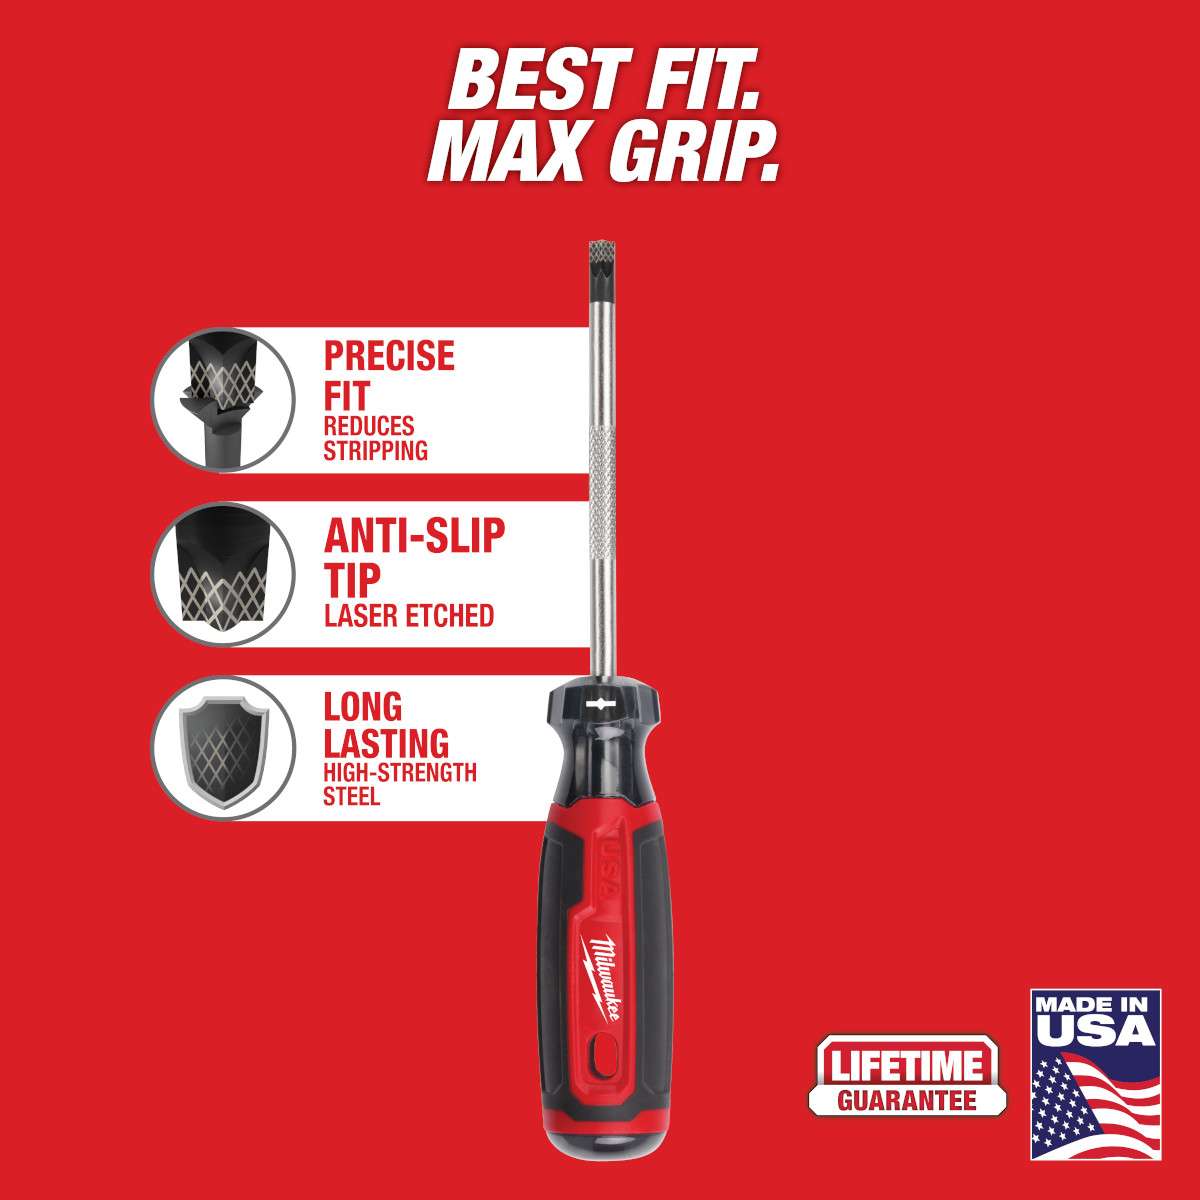 BEST FIT.
MAX GRIP.
PRECISE
FIT
REDUCES
STRIPPING
ANTI-SLIP
TIP
LASER ETCHED
LONG
LASTING
HIGH-STRENGTH
STEEL
USA
Milwaukee
LIFETIME
GUARANTEE
MADE IN
USA